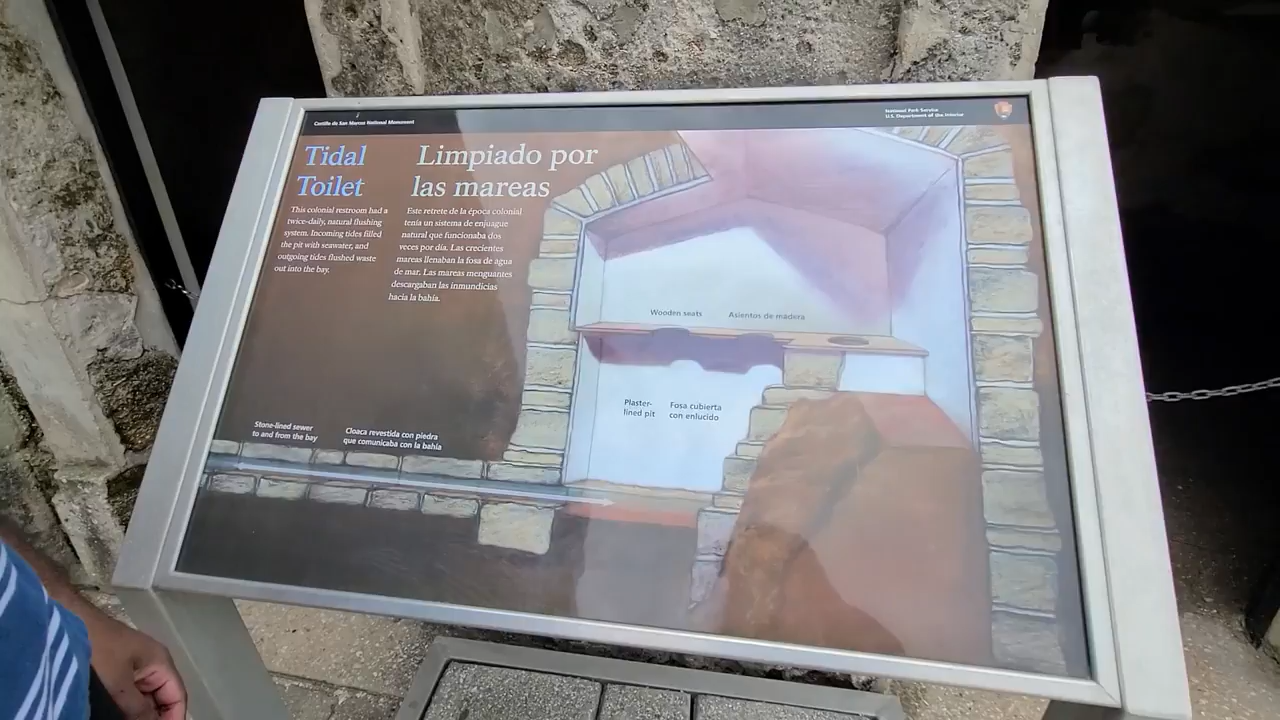 Castillo de San Marcos National Monument
National Park Service
U.S. Department of the Interior
Tidal
Toilet
This colonial restroom had a
twice-daily, natural flushing
system. Incoming tides filled
the pit with seawater, and
outgoing tides flushed waste
out into the bay.
Limpiado por
las mareas
Este retrete de la época colonial
tenía un sistema de enjuague
natural que funcionaba dos
veces por día. Las crecientes
mareas llenaban la fosa de agua
de mar. Las mareas menguantes
descargaban las inmundicias
hacia la bahía.
Wooden seats
Asientos de madera
Plaster-
lined pit
Fosa cubierta
con enlucido
Stone-lined sewer
to and from the bay
Cloaca revestida con piedra
que comunicaba con la bahía